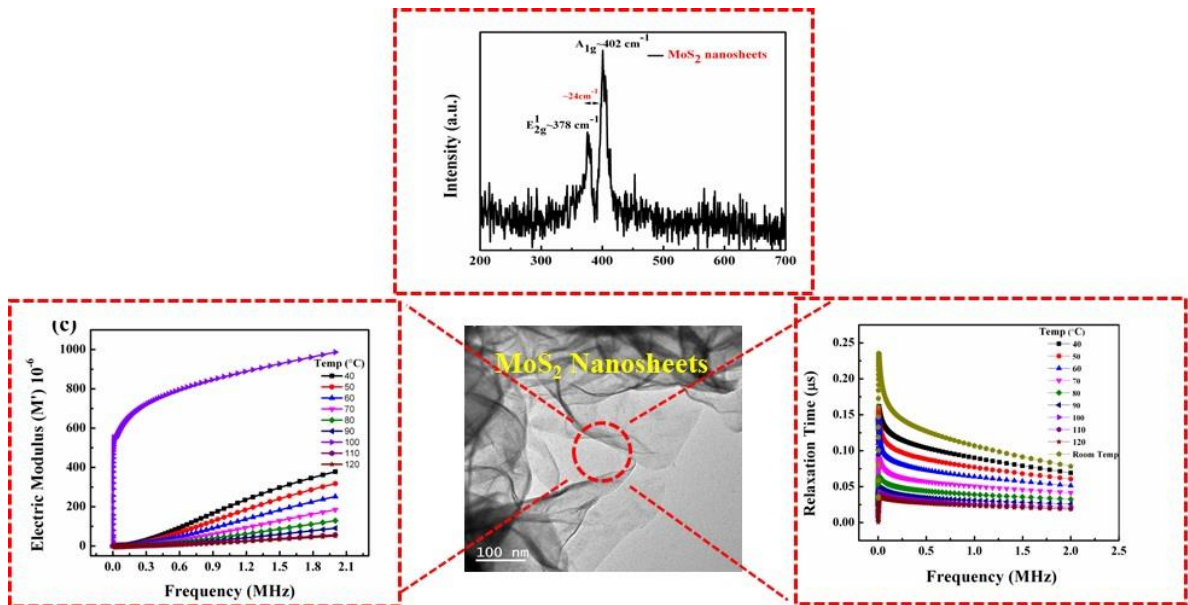 A1g~402 cm-1
MoS2 nanosheets
~24cm-1
E12g~378 cm-1
Intensity (a.u.)
200 300 400 500 600 700
(c)
1000
800
600
400
200
0
Electric Modulus (M') 10-6
Temp (°C)
40
50
60
70
80
90
100
110
120
0.0 0.3 0.6 0.9 1.2 1.5 1.8 2.1
Frequency (MHz)
MoS2 Nanosheets
100 nm
Temp (°C)
40
50
60
70
80
90
100
110
120
Room Temp
0.25
0.20
0.15
0.10
0.05
0.00
Relaxation Time (μs)
0.0 0.5 1.0 1.5 2.0 2.5
Frequency (MHz)